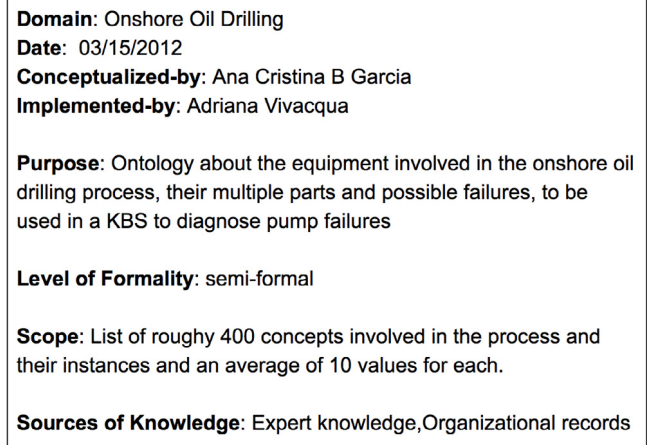 Domain: Onshore Oil Drilling
Date: 03/15/2012
Conceptualized-by: Ana Cristina B Garcia
Implemented-by: Adriana Vivacqua
Purpose: Ontology about the equipment involved in the onshore oil
drilling process, their multiple parts and possible failures, to be
used in a KBS to diagnose pump failures
Level of Formality: semi-formal
Scope: List of roughy 400 concepts involved in the process and
their instances and an average of 10 values for each.
Sources of Knowledge: Expert knowledge,Organizational records